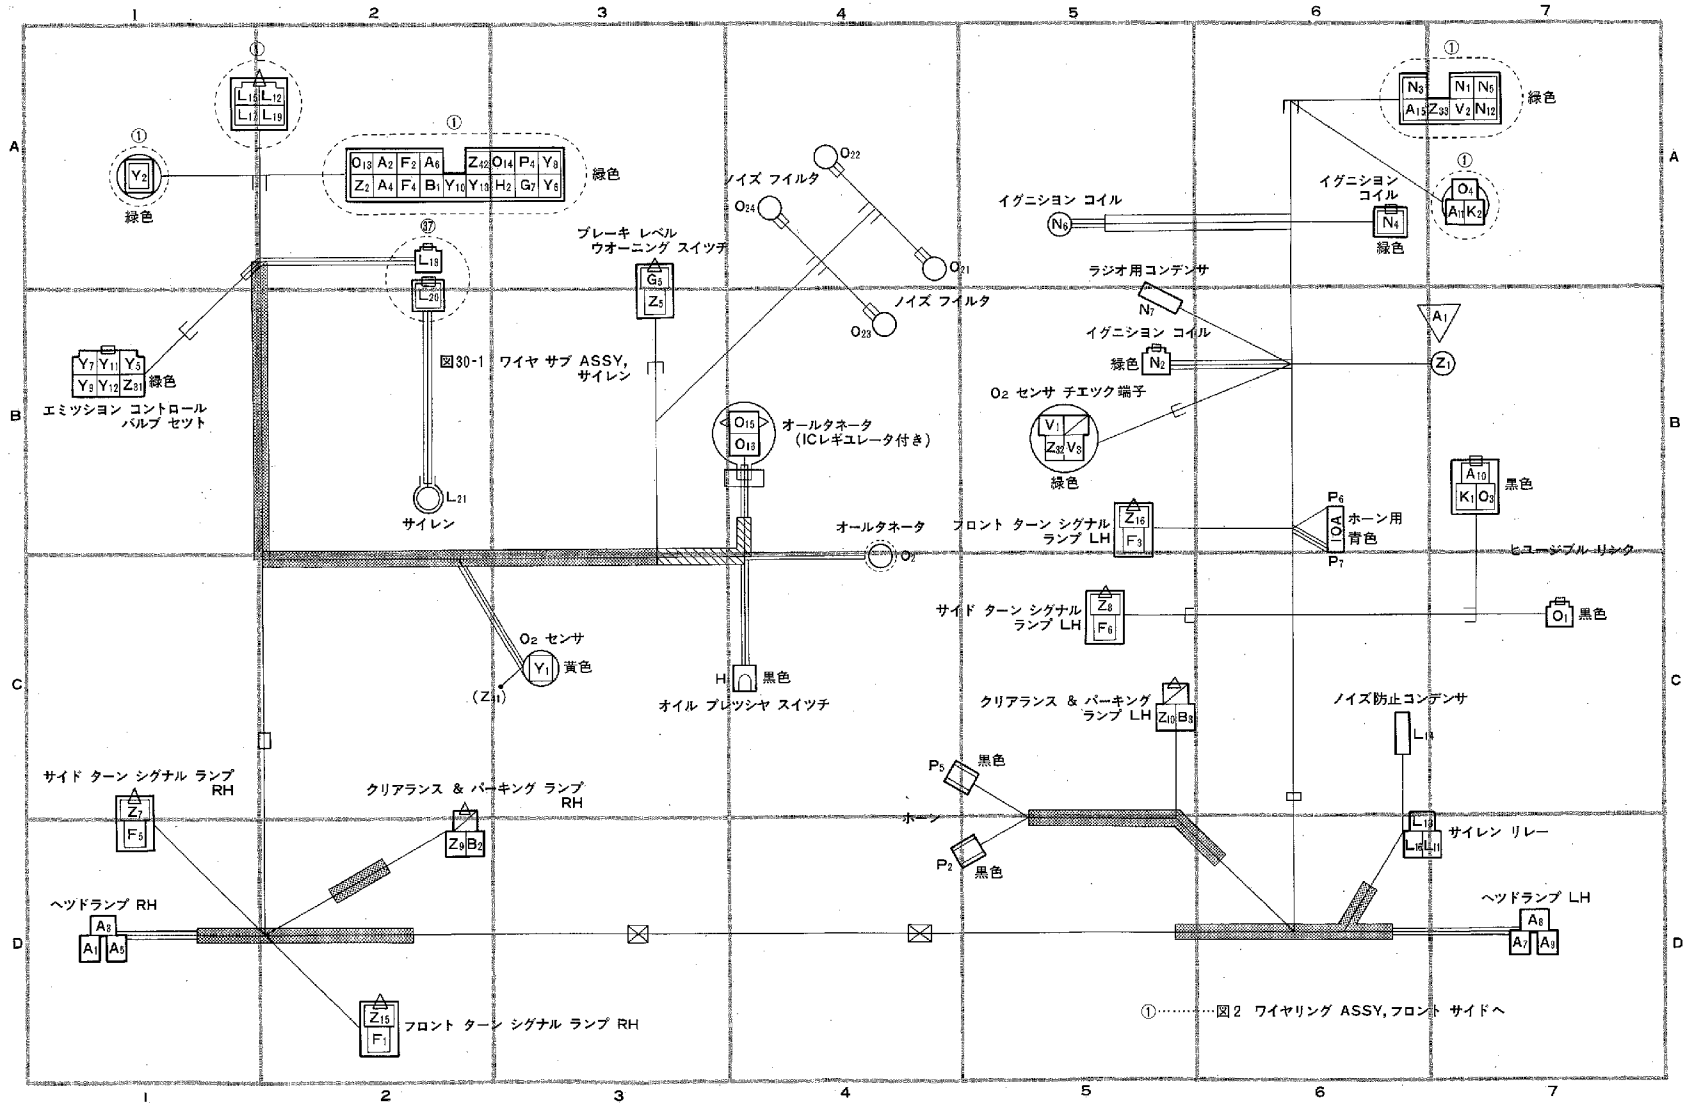 1 2 3 4 5 6 7
A
B
C
D
A
B
C
D
1 2 3 4 5 6 7
①
L15 L12
L17 L19
①
Y2
緑色
①
O13 A2 F2 A6 Z42 O14 P4 Y8
Z2 A4 F4 B1 Y10 Y13 H2 G7 Y6
緑色
㊲
L18
L20
L21
サイレン
図30-1 ワイヤ サブ ASSY,
サイレン
Y7 Y11 Y5
Y9 Y12 Z31
緑色
エミツシヨン コントロール
バルブ セツト
ブレーキ レベル
ウオーニング スイツチ
G5
Z5
ノイズ フイルタ
O22
O24
O21
O23
ノイズ フイルタ
O15
O16
オールタネータ
(ICレギユレータ付き)
オールタネータ
O2
O2 センサ
Y1
黄色
H
黒色
オイル プレツシヤ スイツチ
イグニシヨン コイル
N6
イグニシヨン
コイル
N4
緑色
①
N3 N1 N5
A15 Z33 V2 N12
緑色
①
O4
A11 K2
ラジオ用コンデンサ
N7
イグニシヨン コイル
緑色
N2
A1
Z1
O2 センサ チエツク端子
V1
Z32 V3
緑色
A10
K1 O3
黒色
フロント ターン シグナル
ランプ LH
Z16
F3
P6
10A
P7
ホーン用
青色
ヒユージブル リンク
サイド ターン シグナル
ランプ LH
Z8
F6
O1
黒色
クリアランス & パーキング
ランプ LH
Z10 B3
ノイズ防止コンデンサ
L14
P5
黒色
ホーン
P2
黒色
L13
L16 L11
サイレン リレー
サイド ターン シグナル ランプ
RH
Z7
F5
クリアランス & パーキング ランプ
RH
Z9 B2
ヘツドランプ RH
A3
A1 A5
Z15
F1
フロント ターン シグナル ランプ RH
ヘツドランプ LH
A8
A7 A9
①………図2 ワイヤリング ASSY,フロント サイドへ